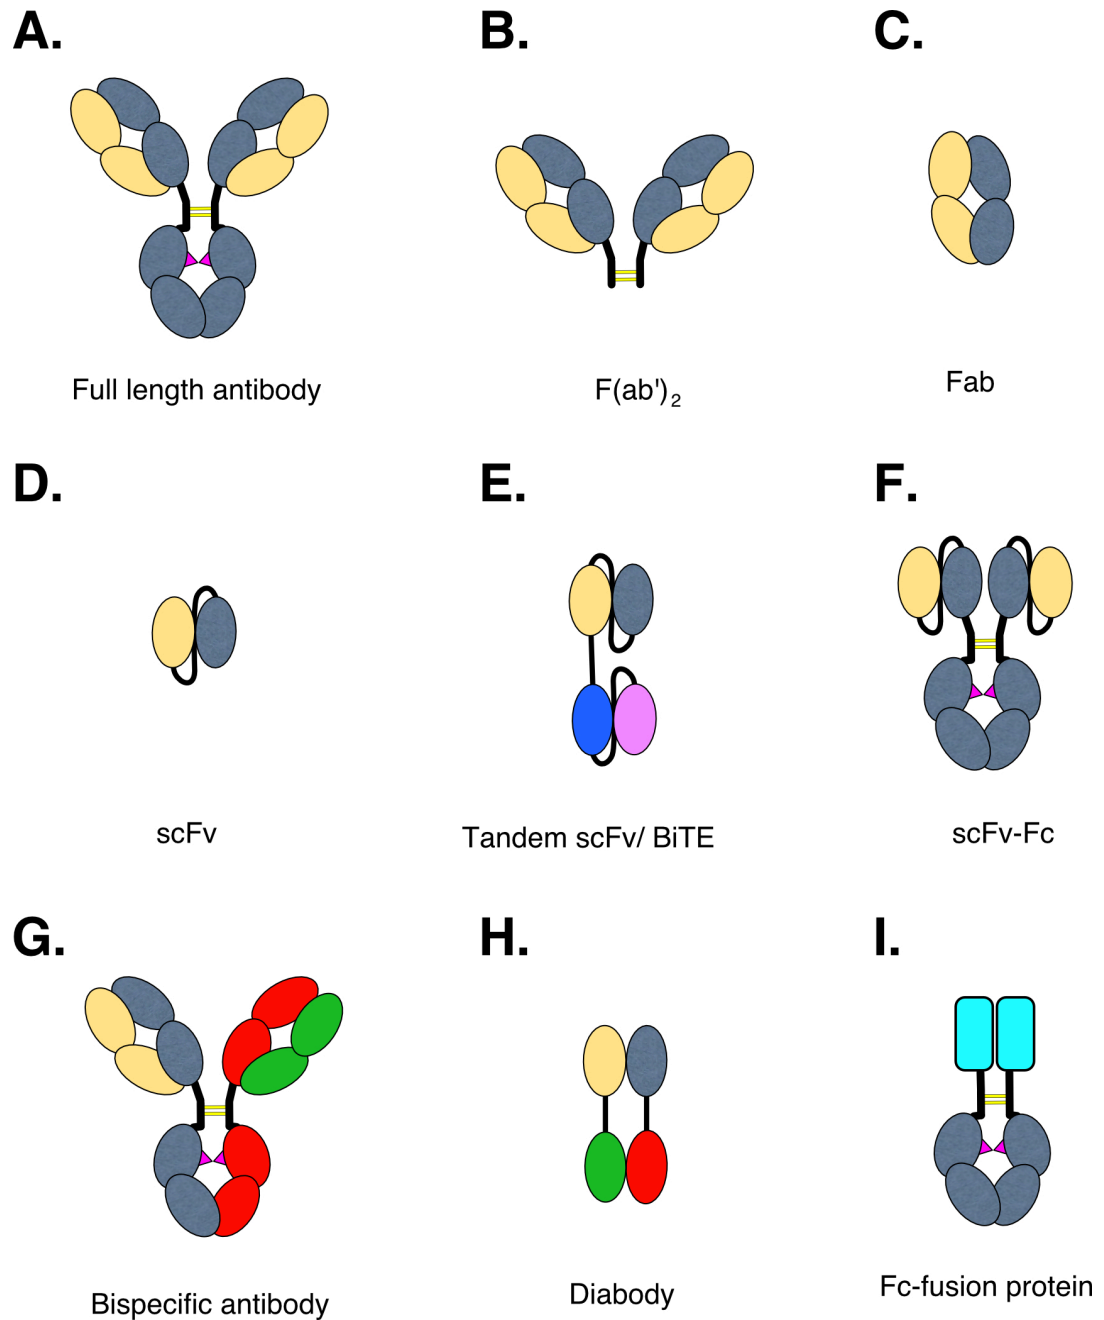 A.
B.
C.
Full length antibody
F(ab')₂
Fab
D.
E.
F.
scFv
Tandem scFv/ BiTE
scFv-Fc
G.
H.
I.
Bispecific antibody
Diabody
Fc-fusion protein